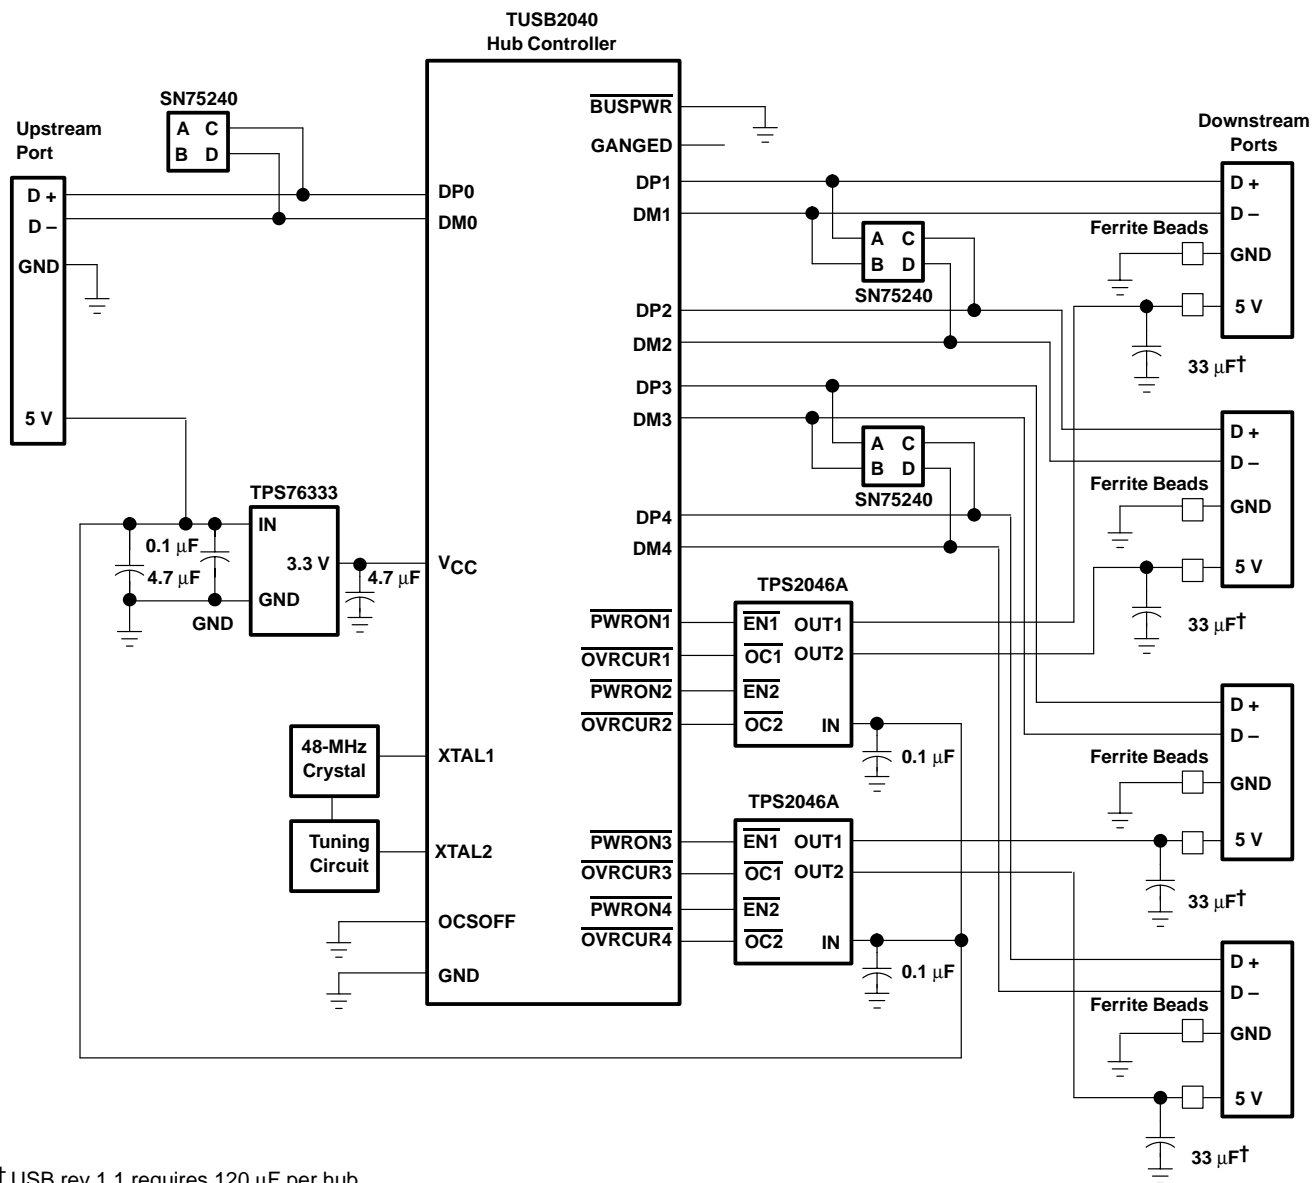 TUSB2040
Hub Controller
SN75240
A C
B D
Upstream
Port
D +
D –
GND
5 V
DP0
DM0
BUSPWR
GANGED
DP1
DM1
A C
B D
SN75240
DP2
DM2
DP3
DM3
A C
B D
SN75240
DP4
DM4
TPS76333
IN
3.3 V
GND
0.1 µF
4.7 µF
GND
4.7 µF
VCC
48-MHz
Crystal
XTAL1
Tuning
Circuit
XTAL2
OCSOFF
GND
PWRON1
OVRCUR1
PWRON2
OVRCUR2
TPS2046A
EN1 OUT1
OC1 OUT2
EN2
OC2 IN
0.1 µF
PWRON3
OVRCUR3
PWRON4
OVRCUR4
TPS2046A
EN1 OUT1
OC1 OUT2
EN2
OC2 IN
0.1 µF
Downstream
Ports
D +
D –
Ferrite Beads
GND
5 V
33 µF†
D +
D –
Ferrite Beads
GND
5 V
33 µF†
D +
D –
Ferrite Beads
GND
5 V
33 µF†
D +
D –
Ferrite Beads
GND
5 V
33 µF†
† USB rev 1.1 requires 120 µF per hub